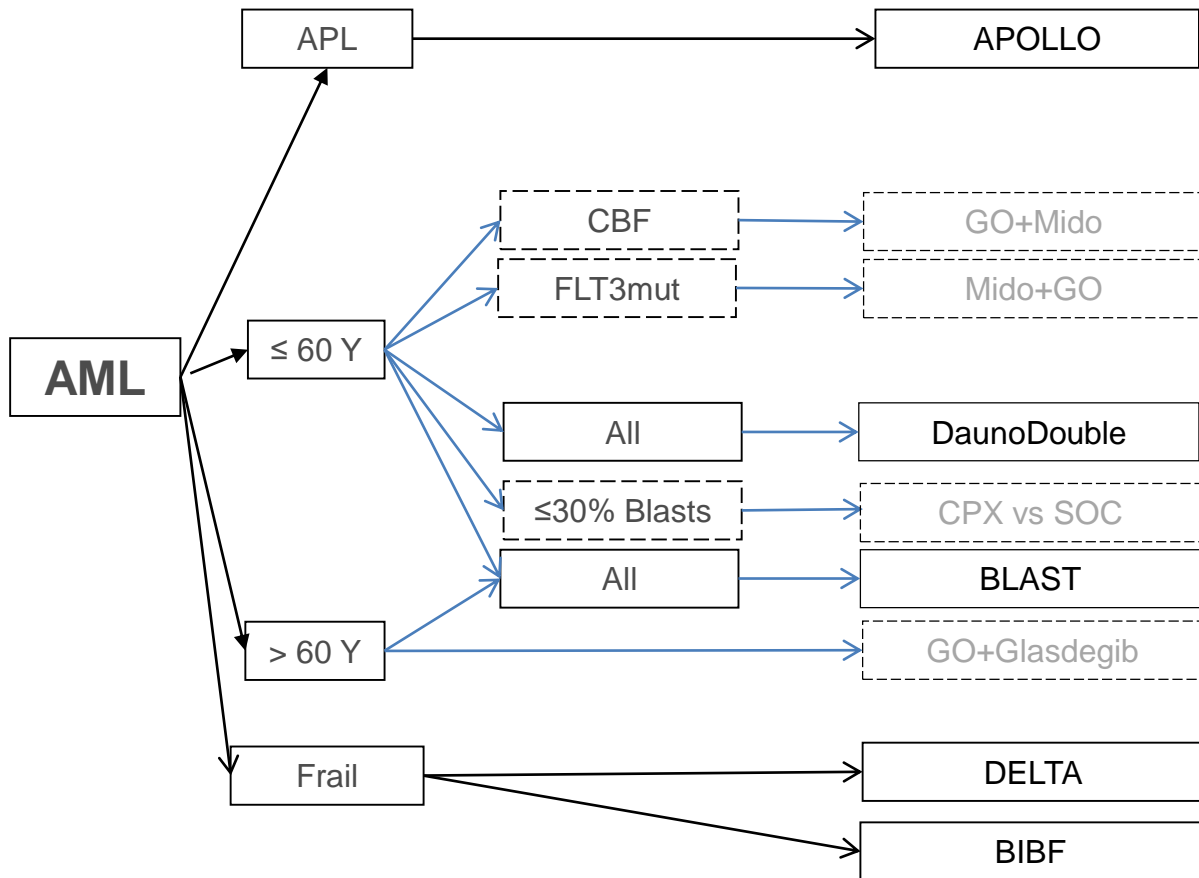 APL
APOLLO
CBF
GO+Mido
FLT3mut
Mido+GO
AML
≤ 60 Y
All
DaunoDouble
≤30% Blasts
CPX vs SOC
All
BLAST
> 60 Y
GO+Glasdegib
Frail
DELTA
BIBF